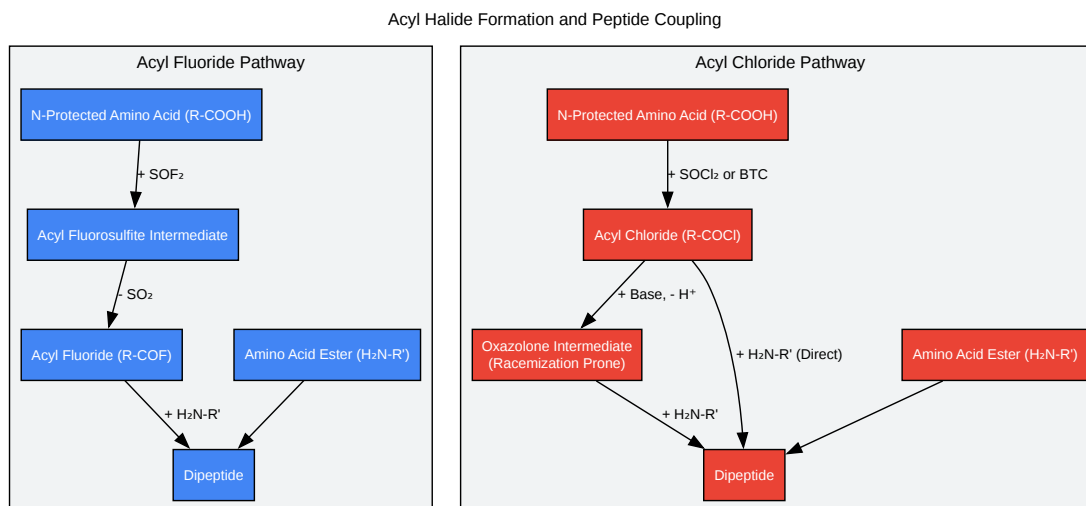 Acyl Halide Formation and Peptide Coupling
Acyl Fluoride Pathway
N-Protected Amino Acid (R-COOH)
+ SOF₂
Acyl Fluorosulfite Intermediate
- SO₂
Acyl Fluoride (R-COF)
Amino Acid Ester (H₂N-R')
+ H₂N-R'
Dipeptide
Acyl Chloride Pathway
N-Protected Amino Acid (R-COOH)
+ SOCl₂ or BTC
Acyl Chloride (R-COCl)
+ Base, - H⁺
Oxazolone Intermediate
(Racemization Prone)
+ H₂N-R' (Direct)
Amino Acid Ester (H₂N-R')
+ H₂N-R'
Dipeptide